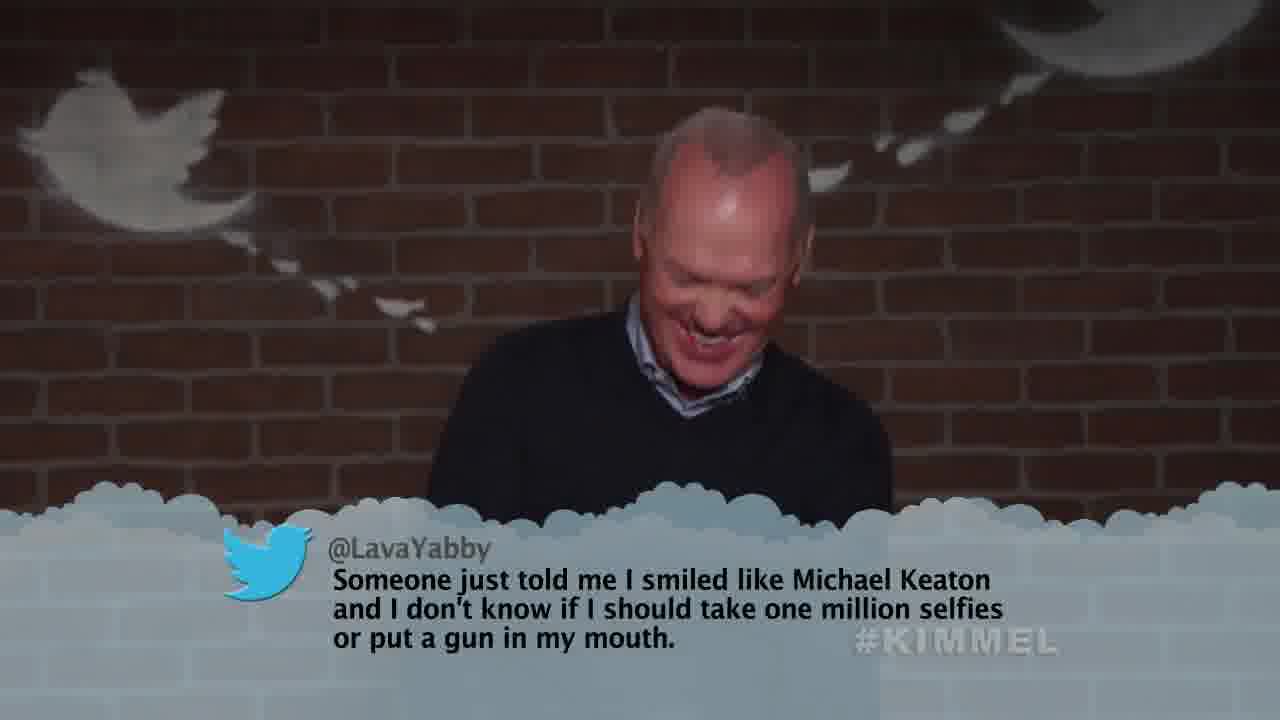 @LavaYabby
Someone just told me I smiled like Michael Keaton
and I don't know if I should take one million selfies
or put a gun in my mouth.
#KIMMEL